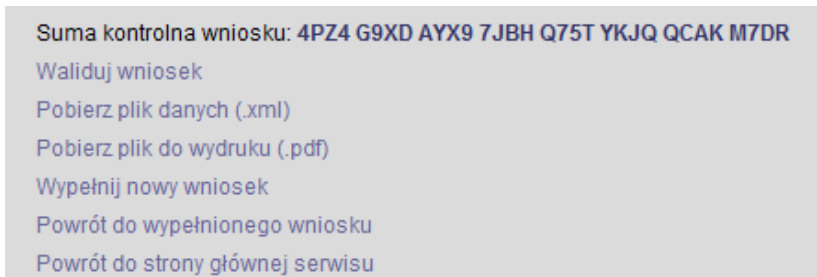 Suma kontrolna wniosku: 4PZ4 G9XD AYX9 7JBH Q75T YKJQ QCAK M7DR
Waliduj wniosek
Pobierz plik danych (.xml)
Pobierz plik do wydruku (.pdf)
Wypełnij nowy wniosek
Powrót do wypełnionego wniosku
Powrót do strony głównej serwisu